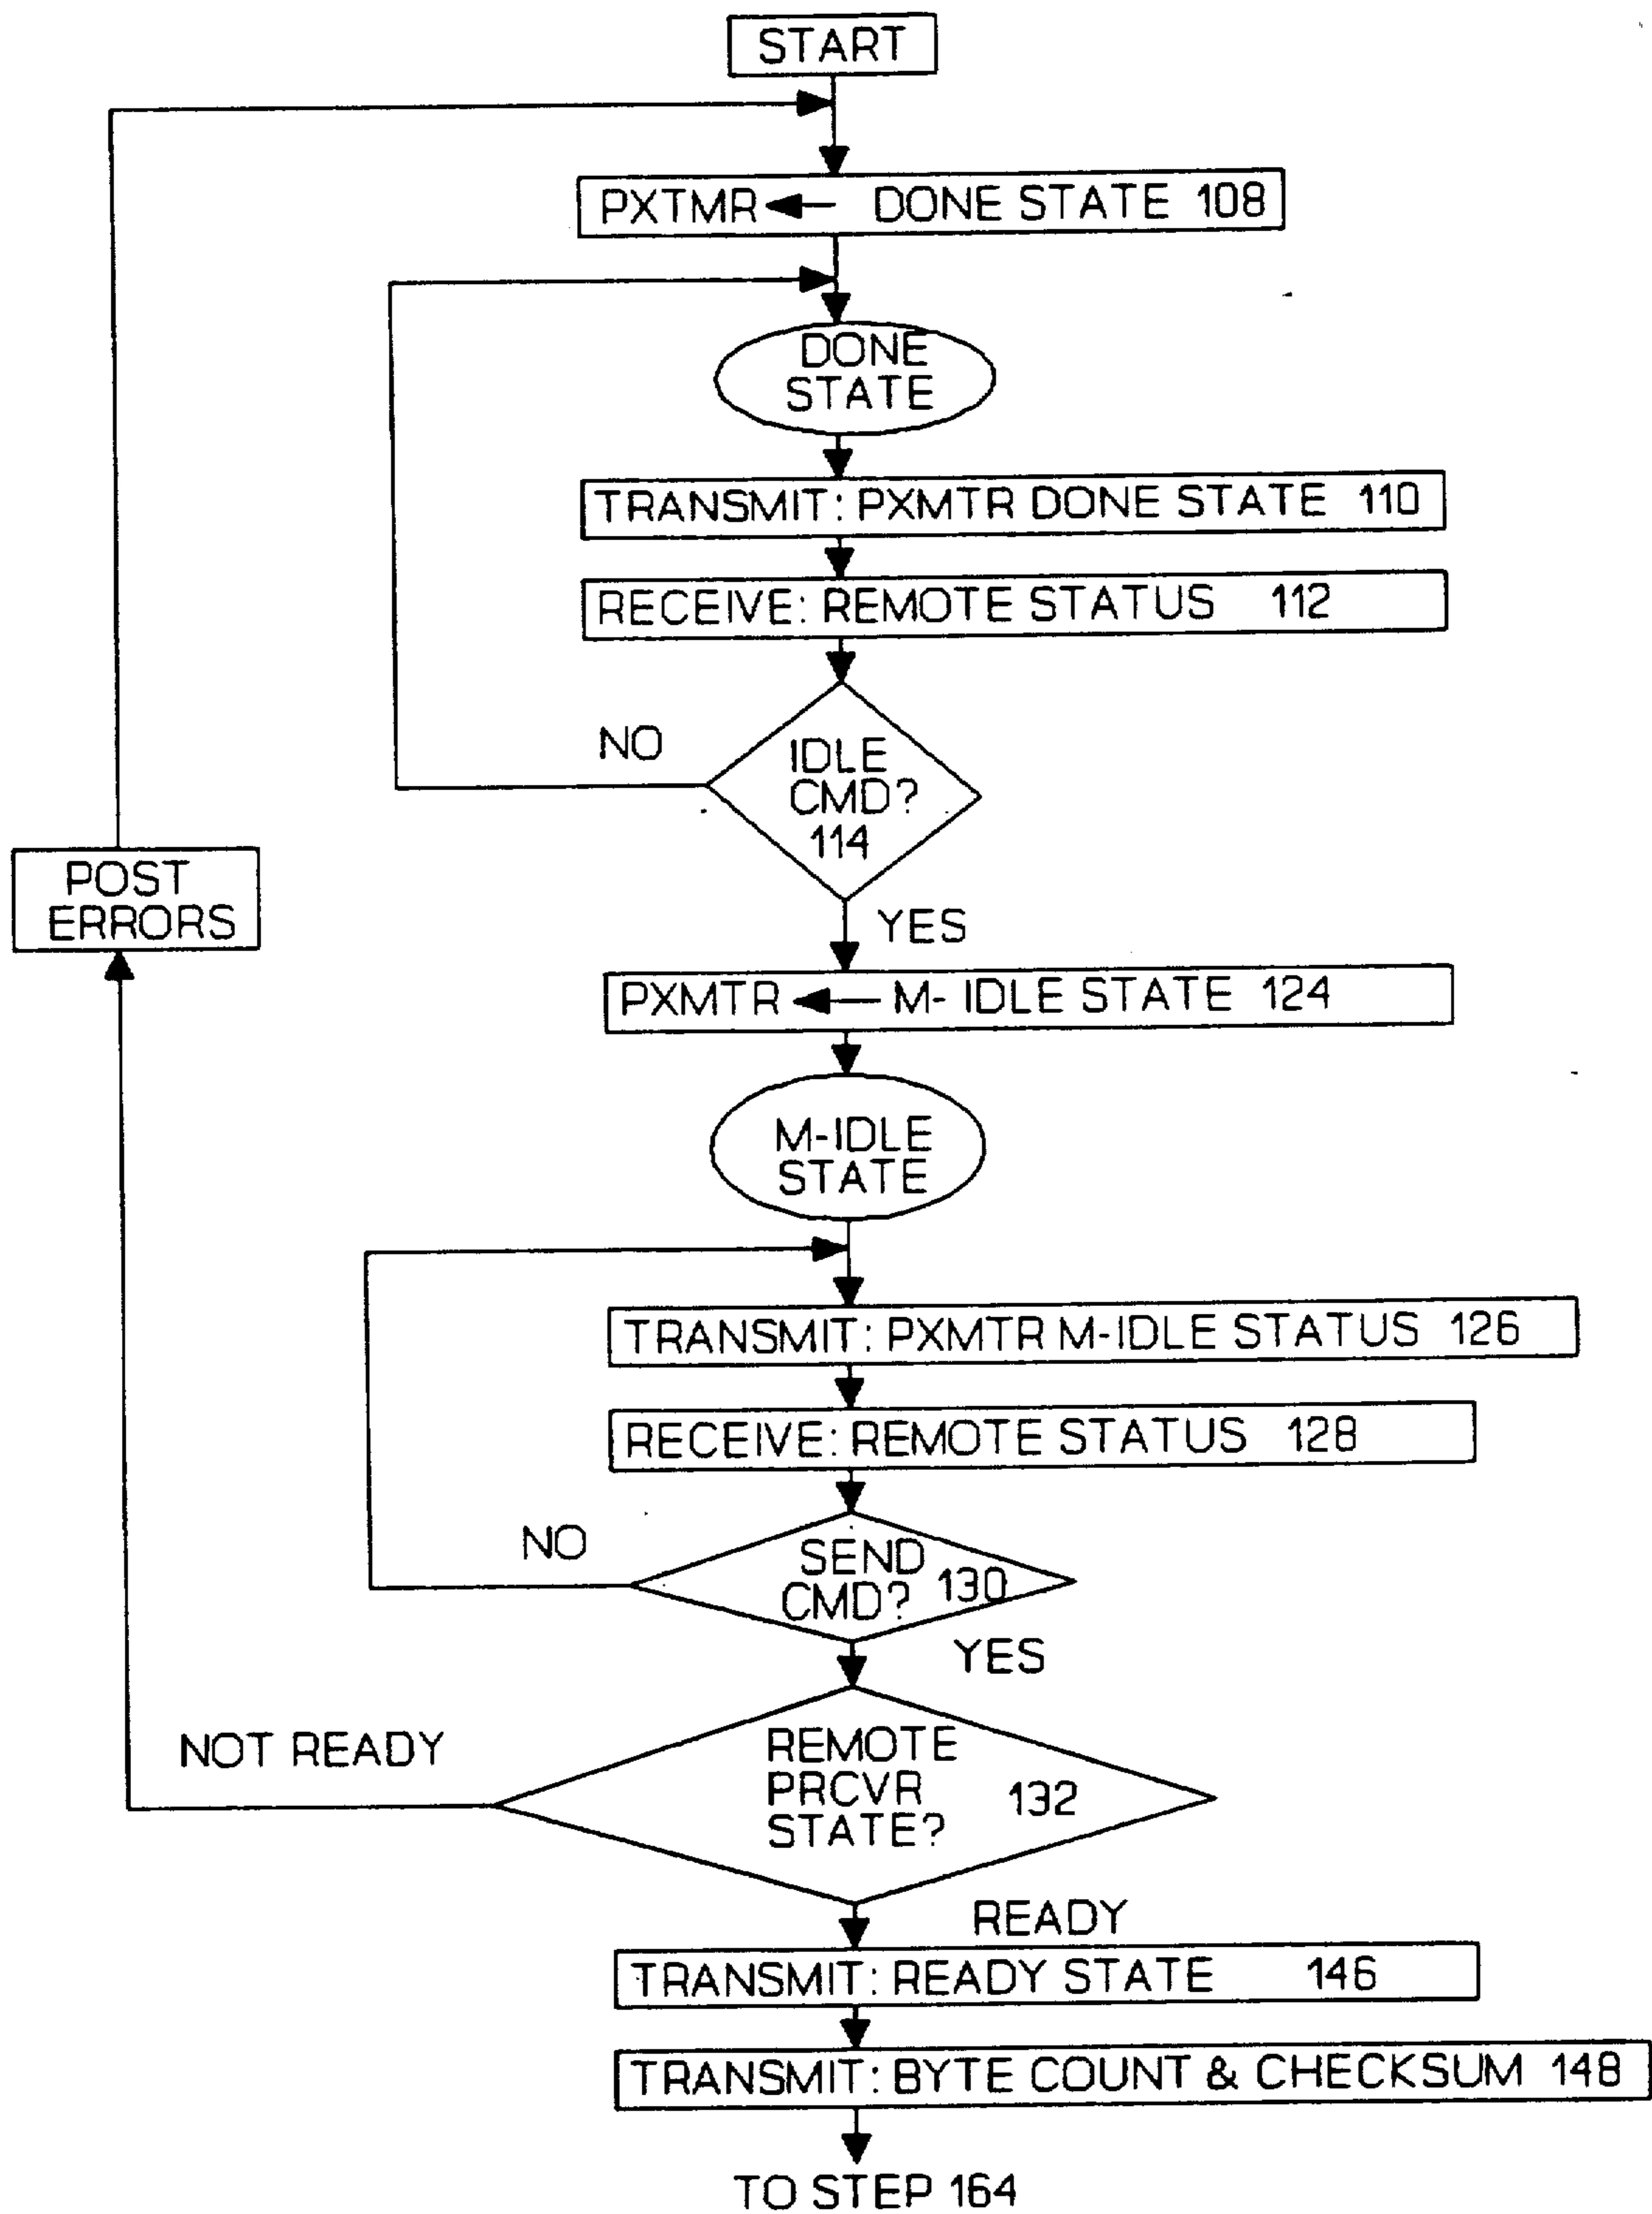 START
PXTMR ← DONE STATE 108
DONE
STATE
TRANSMIT: PXMTR DONE STATE 110
RECEIVE: REMOTE STATUS 112
NO
IDLE
CMD?
114
POST
ERRORS
YES
PXMTR ← M- IDLE STATE 124
M-IDLE
STATE
TRANSMIT: PXMTR M-IDLE STATUS 126
RECEIVE: REMOTE STATUS 128
NO
SEND
CMD? 130
YES
NOT READY
REMOTE
PRCVR 132
STATE?
READY
TRANSMIT: READY STATE 146
TRANSMIT: BYTE COUNT & CHECKSUM 148
TO STEP 164